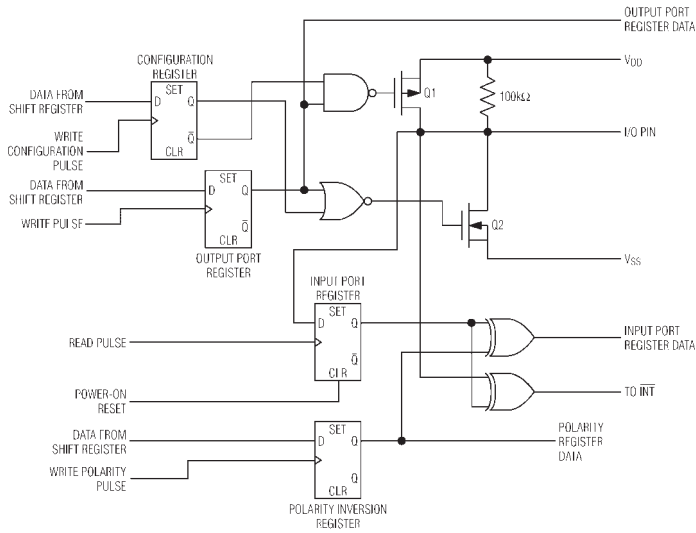 OUTPUT PORT
REGISTER DATA
CONFIGURATION
REGISTER
VDD
DATA FROM
SHIFT REGISTER
SET
D
Q
Q1
100kΩ
WRITE
CONFIGURATION
PULSE
Q̅
CLR
I/O PIN
DATA FROM
SHIFT REGISTER
SET
D
Q
WRITE PULSE
Q̅
CLR
Q2
OUTPUT PORT
REGISTER
VSS
INPUT PORT
REGISTER
SET
D
Q
READ PULSE
Q̅
CLR
INPUT PORT
REGISTER DATA
POWER-ON
RESET
TO I̅N̅T̅
DATA FROM
SHIFT REGISTER
SET
D
Q
POLARITY
REGISTER
DATA
WRITE POLARITY
PULSE
Q
CLR
POLARITY INVERSION
REGISTER